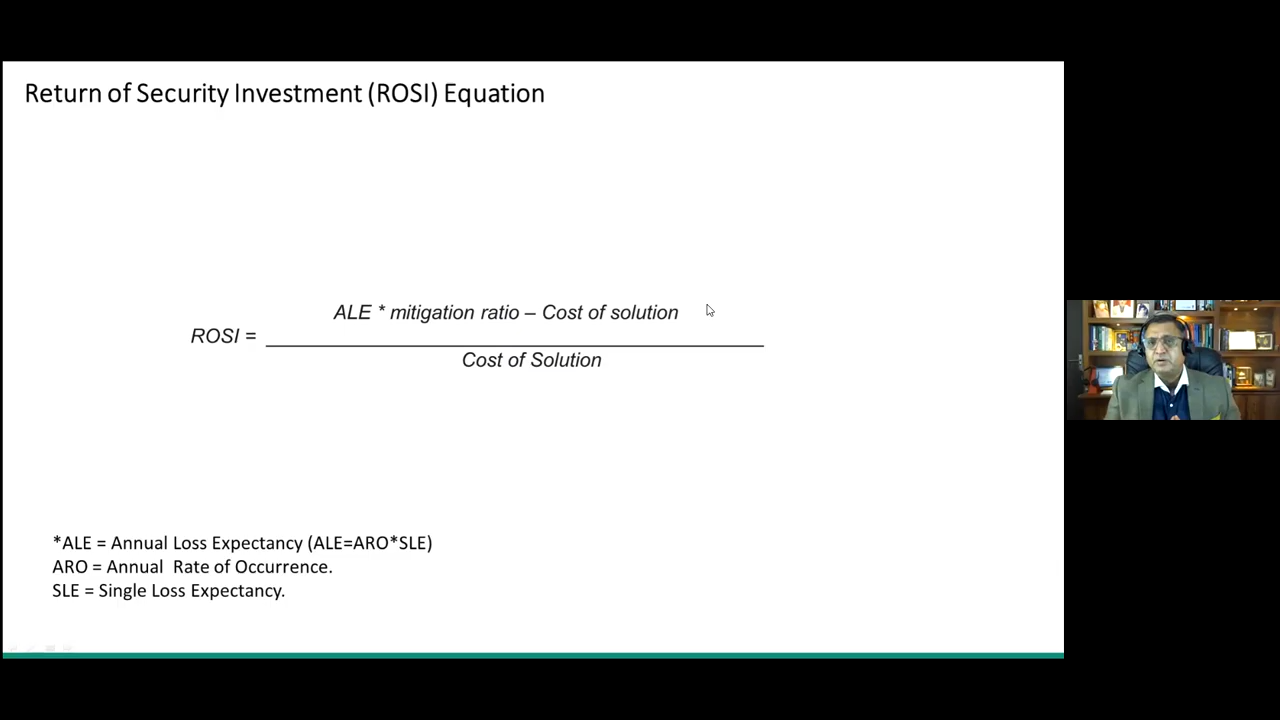 Return of Security Investment (ROSI) Equation
ALE * mitigation ratio – Cost of solution
ROSI =
Cost of Solution
*ALE = Annual Loss Expectancy (ALE=ARO*SLE)
ARO = Annual Rate of Occurrence.
SLE = Single Loss Expectancy.